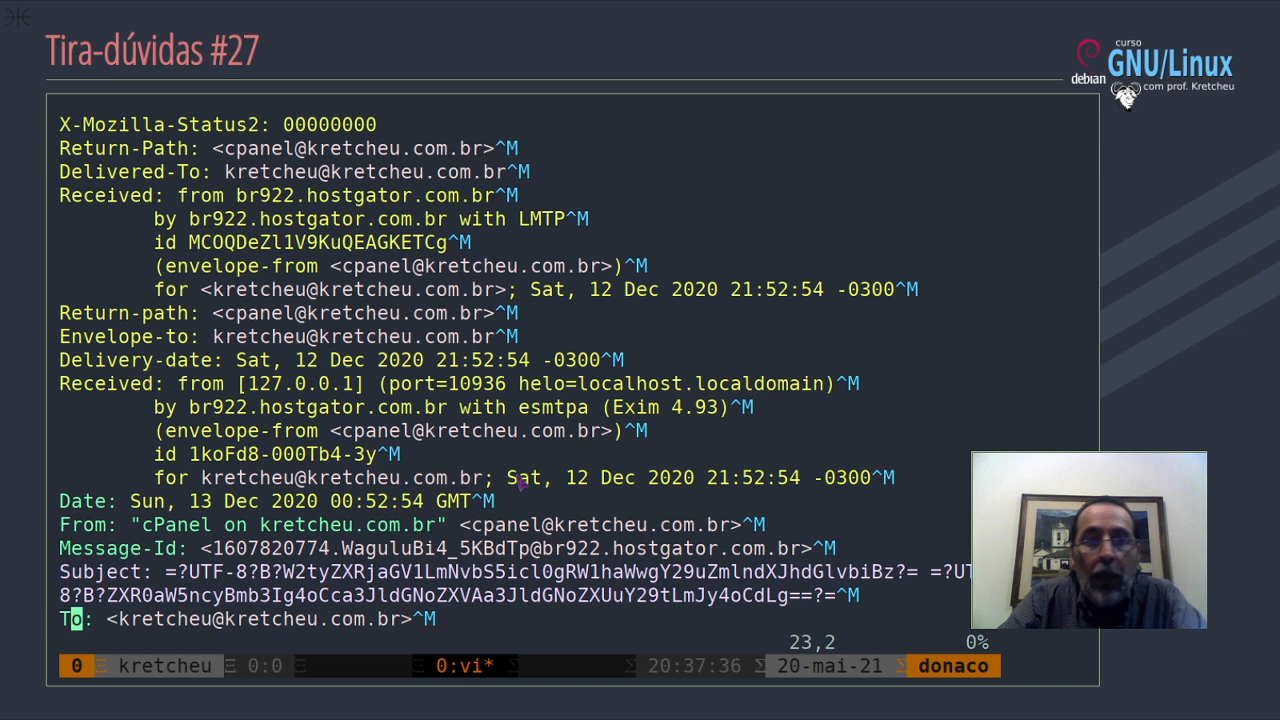 Tira-dúvidas #27
curso
GNU/Linux
debian
com prof. Kretcheu
X-Mozilla-Status2: 00000000
Return-Path: <cpanel@kretcheu.com.br>^M
Delivered-To: kretcheu@kretcheu.com.br^M
Received: from br922.hostgator.com.br^M
by br922.hostgator.com.br with LMTP^M
id MCOQDeZl1V9KuQEAGKETCg^M
(envelope-from <cpanel@kretcheu.com.br>)^M
for <kretcheu@kretcheu.com.br>; Sat, 12 Dec 2020 21:52:54 -0300^M
Return-path: <cpanel@kretcheu.com.br>^M
Envelope-to: kretcheu@kretcheu.com.br^M
Delivery-date: Sat, 12 Dec 2020 21:52:54 -0300^M
Received: from [127.0.0.1] (port=10936 helo=localhost.localdomain)^M
by br922.hostgator.com.br with esmtpa (Exim 4.93)^M
(envelope-from <cpanel@kretcheu.com.br>)^M
id 1koFd8-000Tb4-3y^M
for kretcheu@kretcheu.com.br; Sat, 12 Dec 2020 21:52:54 -0300^M
Date: Sun, 13 Dec 2020 00:52:54 GMT^M
From: "cPanel on kretcheu.com.br" <cpanel@kretcheu.com.br>^M
Message-Id: <1607820774.WaguluBi4_5KBdTp@br922.hostgator.com.br>^M
Subject: =?UTF-8?B?W2tyZXRjaGV1LmNvbS5icl0gRW1haWwgY29uZmlndXJhdGlvbiBz?= =?UT
8?B?ZXR0aW5ncyBmb3Ig4oCca3JldGNoZXVAa3JldGNoZXUuY29tLmJy4oCdLg==?=^M
To: <kretcheu@kretcheu.com.br>^M
23,2 0%
0 kretcheu 0:0 0:vi* 20:37:36 20-mai-21 donaco